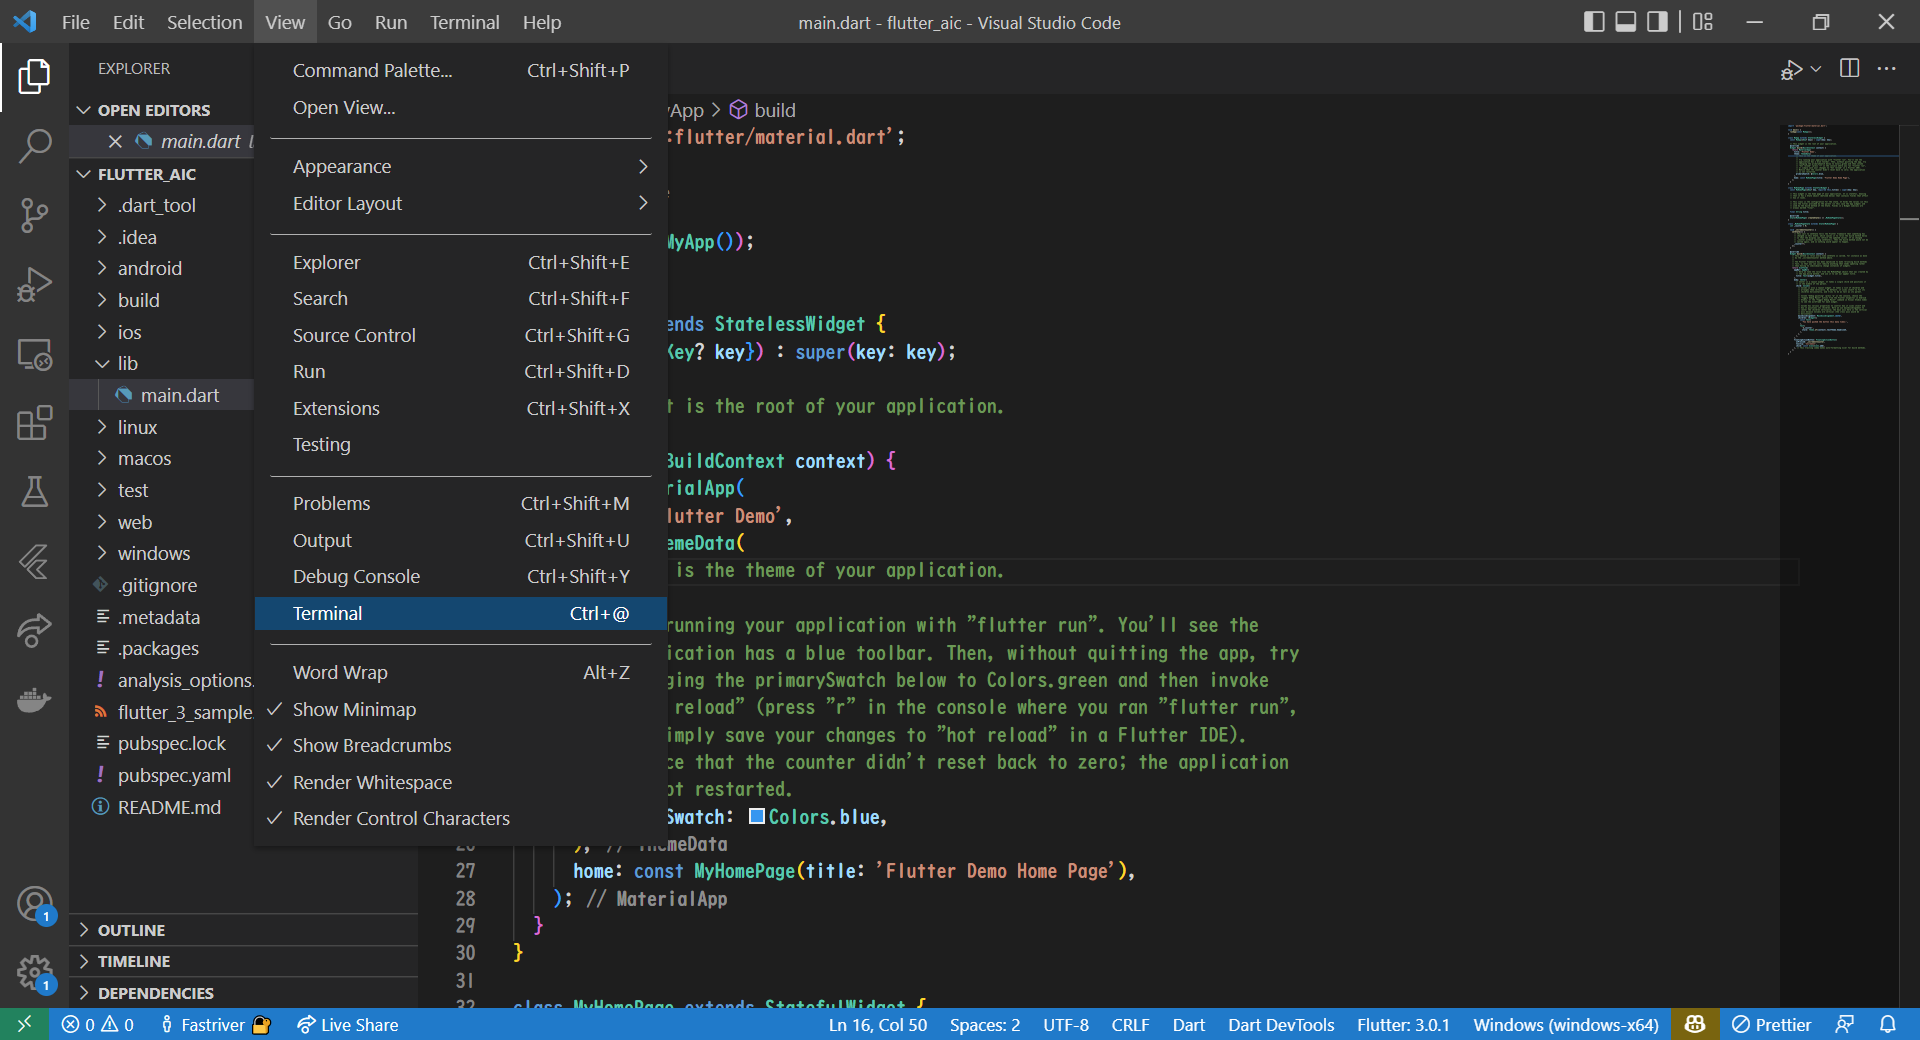 File Edit Selection View Go Run Terminal Help
main.dart - flutter_aic - Visual Studio Code
EXPLORER
OPEN EDITORS
main.dart
FLUTTER_AIC
.dart_tool
.idea
android
build
ios
lib
main.dart
linux
macos
test
web
windows
.gitignore
.metadata
.packages
analysis_options.
flutter_3_sample.
pubspec.lock
pubspec.yaml
README.md
OUTLINE
TIMELINE
DEPENDENCIES
1
1
Command Palette... Ctrl+Shift+P
Open View...
Appearance
Editor Layout
Explorer Ctrl+Shift+E
Search Ctrl+Shift+F
Source Control Ctrl+Shift+G
Run Ctrl+Shift+D
Extensions Ctrl+Shift+X
Testing
Problems Ctrl+Shift+M
Output Ctrl+Shift+U
Debug Console Ctrl+Shift+Y
Terminal Ctrl+@
Word Wrap Alt+Z
Show Minimap
Show Breadcrumbs
Render Whitespace
Render Control Characters
yApp > build
:flutter/material.dart';
MyApp());
ends StatelessWidget {
Key? key}) : super(key: key);
t is the root of your application.
BuildContext context) {
rialApp(
lutter Demo',
emeData(
is the theme of your application.
running your application with "flutter run". You'll see the
ication has a blue toolbar. Then, without quitting the app, try
ging the primarySwatch below to Colors.green and then invoke
reload" (press "r" in the console where you ran "flutter run",
imply save your changes to "hot reload" in a Flutter IDE).
ce that the counter didn't reset back to zero; the application
ot restarted.
Swatch: Colors.blue,
26 ), // ThemeData
27 home: const MyHomePage(title: 'Flutter Demo Home Page'),
28 ); // MaterialApp
29 }
30 }
31
32 class MyHomePage extends StatefulWidget {
0 0 Fastriver Live Share Ln 16, Col 50 Spaces: 2 UTF-8 CRLF Dart Dart DevTools Flutter: 3.0.1 Windows (windows-x64) Prettier